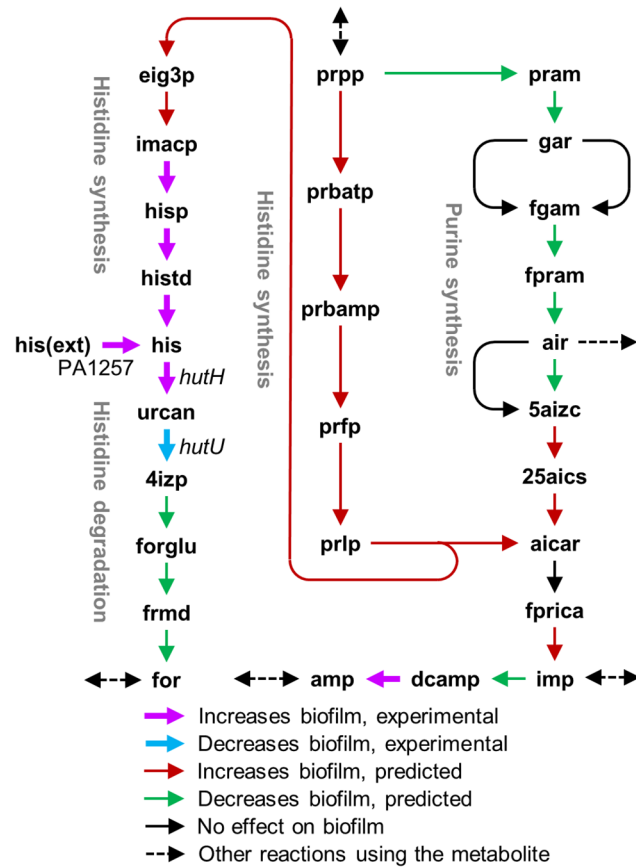 eig3p
prpp
pram
imacp
gar
hisp
prbatp
fgam
histd
fpram
prbamp
his(ext)
his
air
PA1257
hutH
urcan
prfp
5aizc
hutU
4izp
25aics
forglu
prlp
aicar
frmd
fprica
for
amp
dcamp
imp
Histidine synthesis
Histidine degradation
Histidine synthesis
Purine synthesis
Increases biofilm, experimental
Decreases biofilm, experimental
Increases biofilm, predicted
Decreases biofilm, predicted
No effect on biofilm
Other reactions using the metabolite